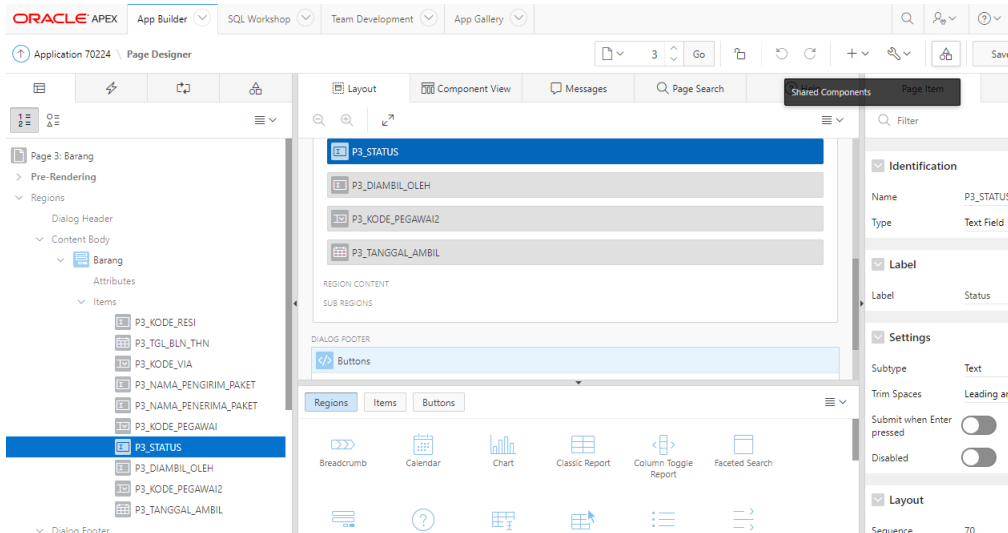 ORACLE APEX App Builder SQL Workshop Team Development App Gallery
Application 70224 \ Page Designer 3 Go Save
Layout Component View Messages Page Search Help Shared Components Page Item
Filter
Page 3: Barang
Pre-Rendering
Regions
Dialog Header
Content Body
Barang
Attributes
Items
P3_KODE_RESI
P3_TGL_BLN_THN
P3_KODE_VIA
P3_NAMA_PENGIRIM_PAKET
P3_NAMA_PENERIMA_PAKET
P3_KODE_PEGAWAI
P3_STATUS
P3_DIAMBIL_OLEH
P3_KODE_PEGAWAI2
P3_TANGGAL_AMBIL
Dialog Footer
P3_STATUS
P3_DIAMBIL_OLEH
P3_KODE_PEGAWAI2
P3_TANGGAL_AMBIL
REGION CONTENT
SUB REGIONS
DIALOG FOOTER
Buttons
Regions Items Buttons
Breadcrumb Calendar Chart Classic Report Column Toggle Faceted Search
Report
Identification
Name P3_STATUS
Type Text Field
Label
Label Status
Settings
Subtype Text
Trim Spaces Leading an
Submit when Enter
pressed
Disabled
Layout
Sequence 70